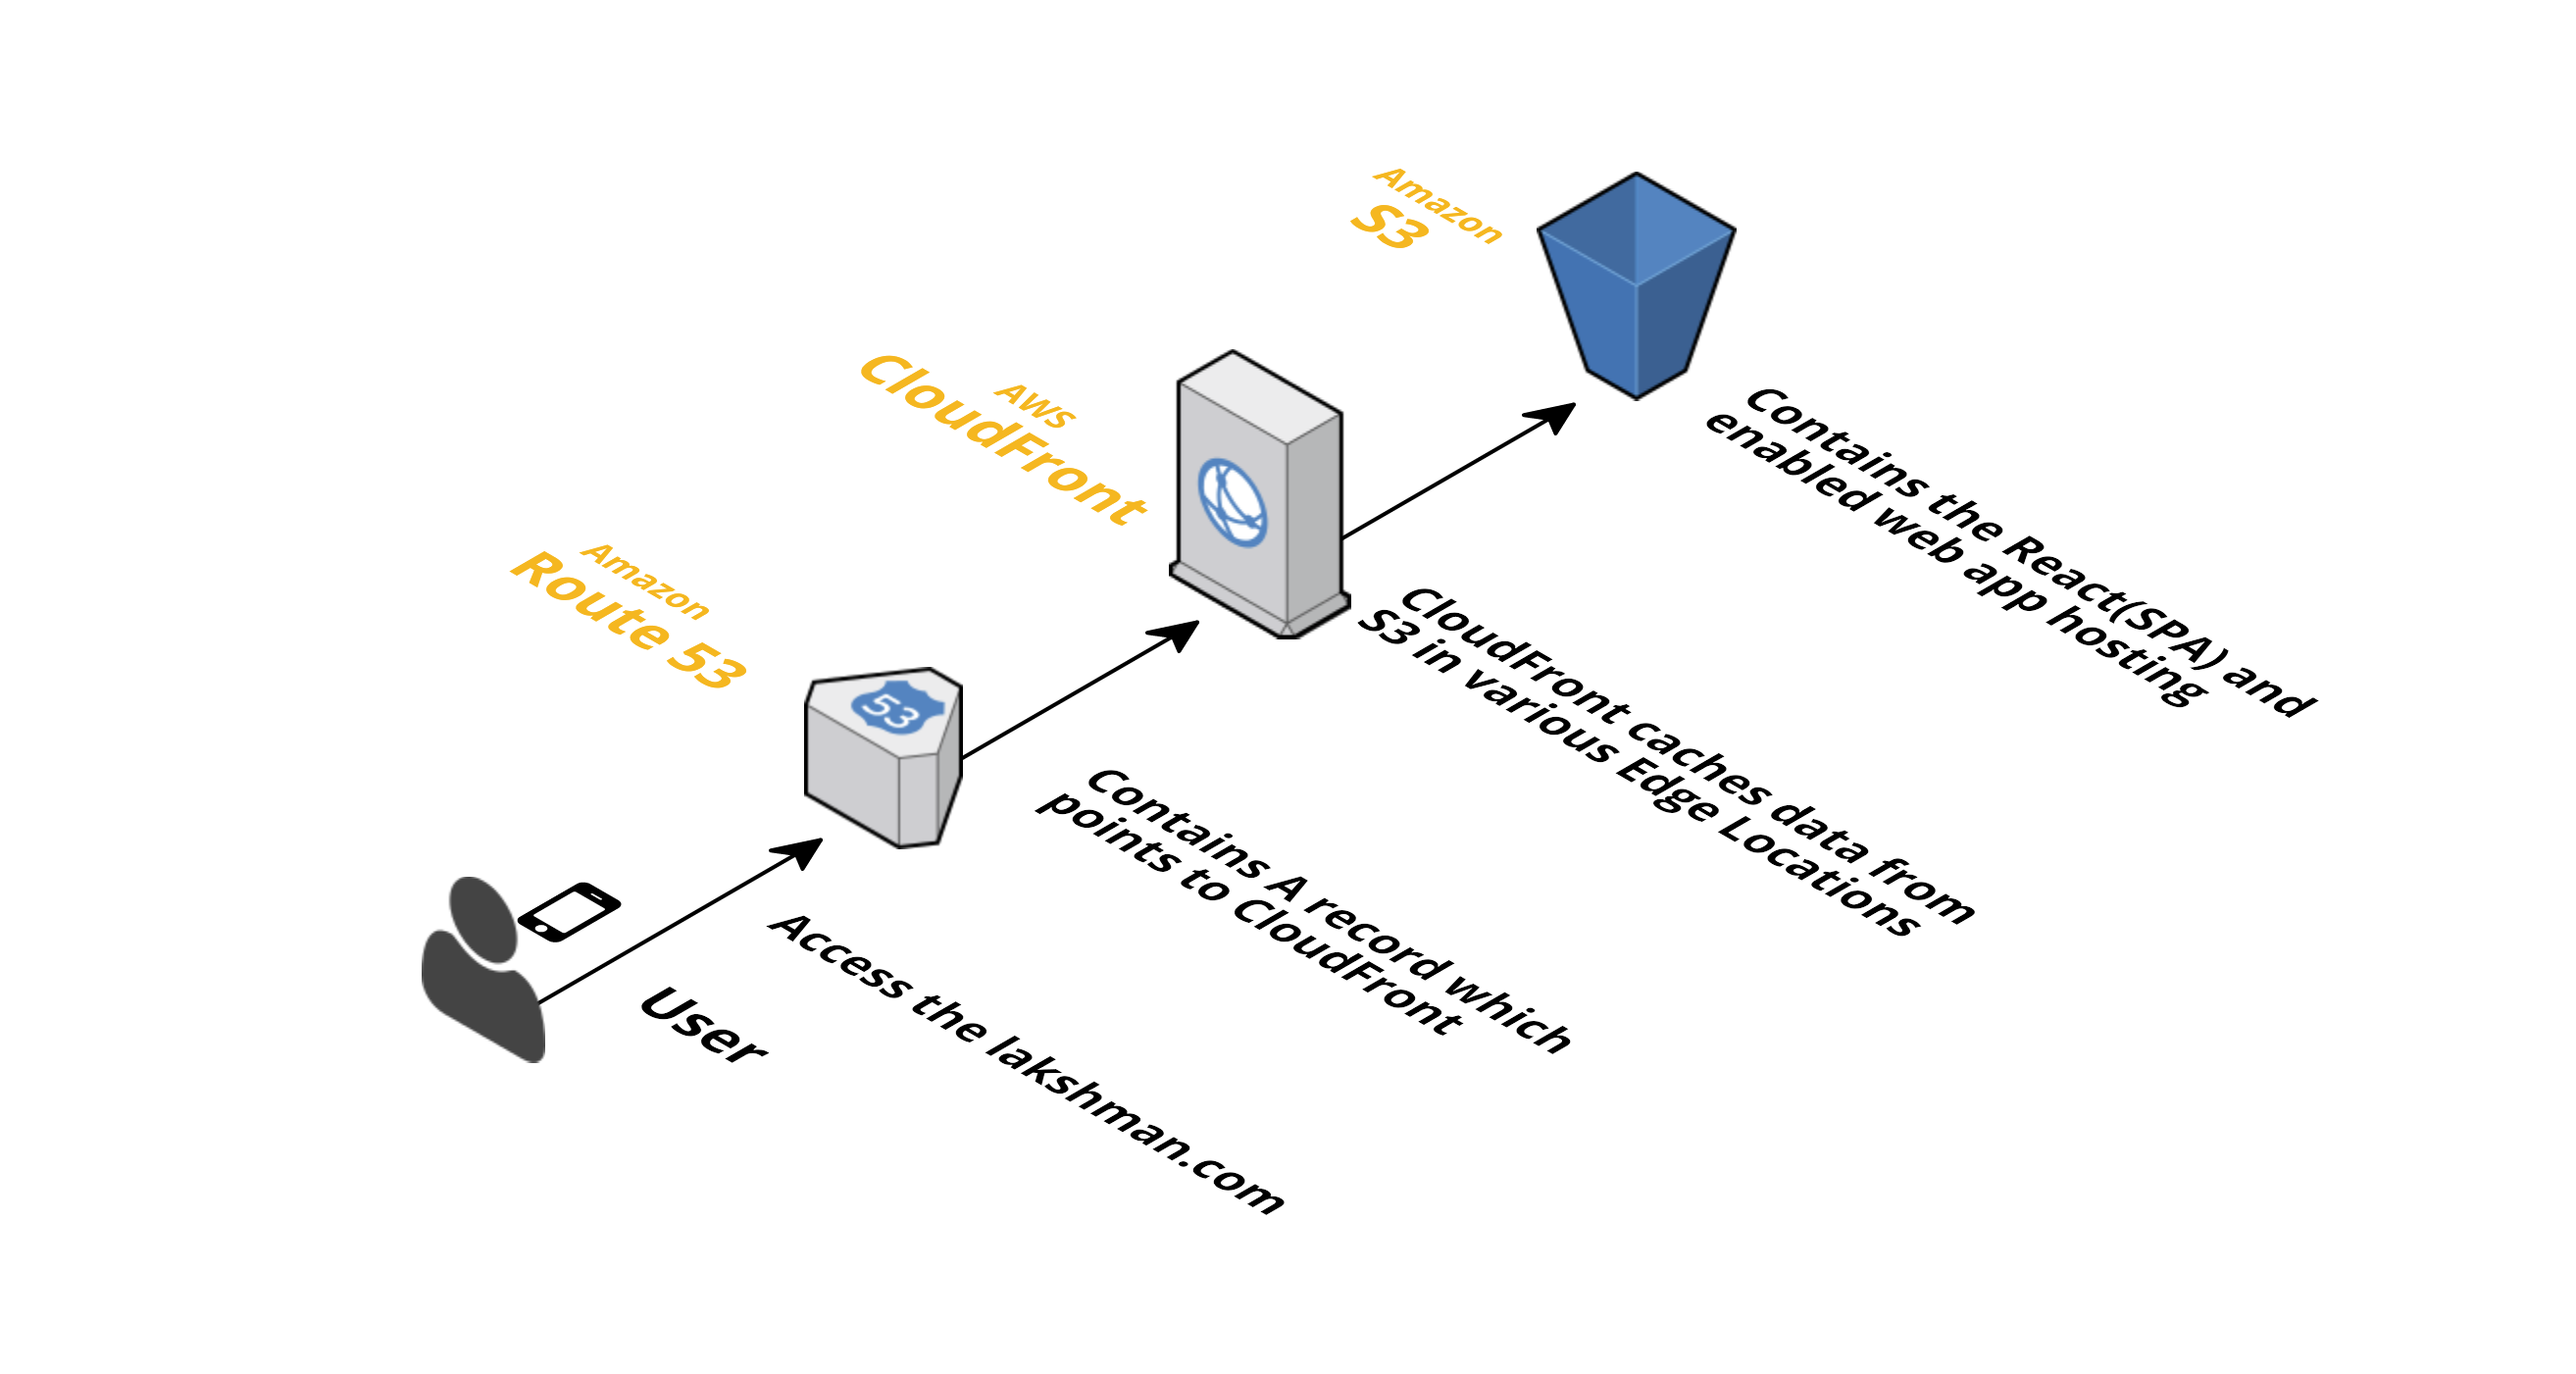 Amazon
S3
Contains the React(SPA) and
enabled web app hosting
AWS
CloudFront
CloudFront caches data from
S3 in various Edge Locations
Amazon
Route 53
53
Contains A record which
points to CloudFront
Access the lakshman.com
User